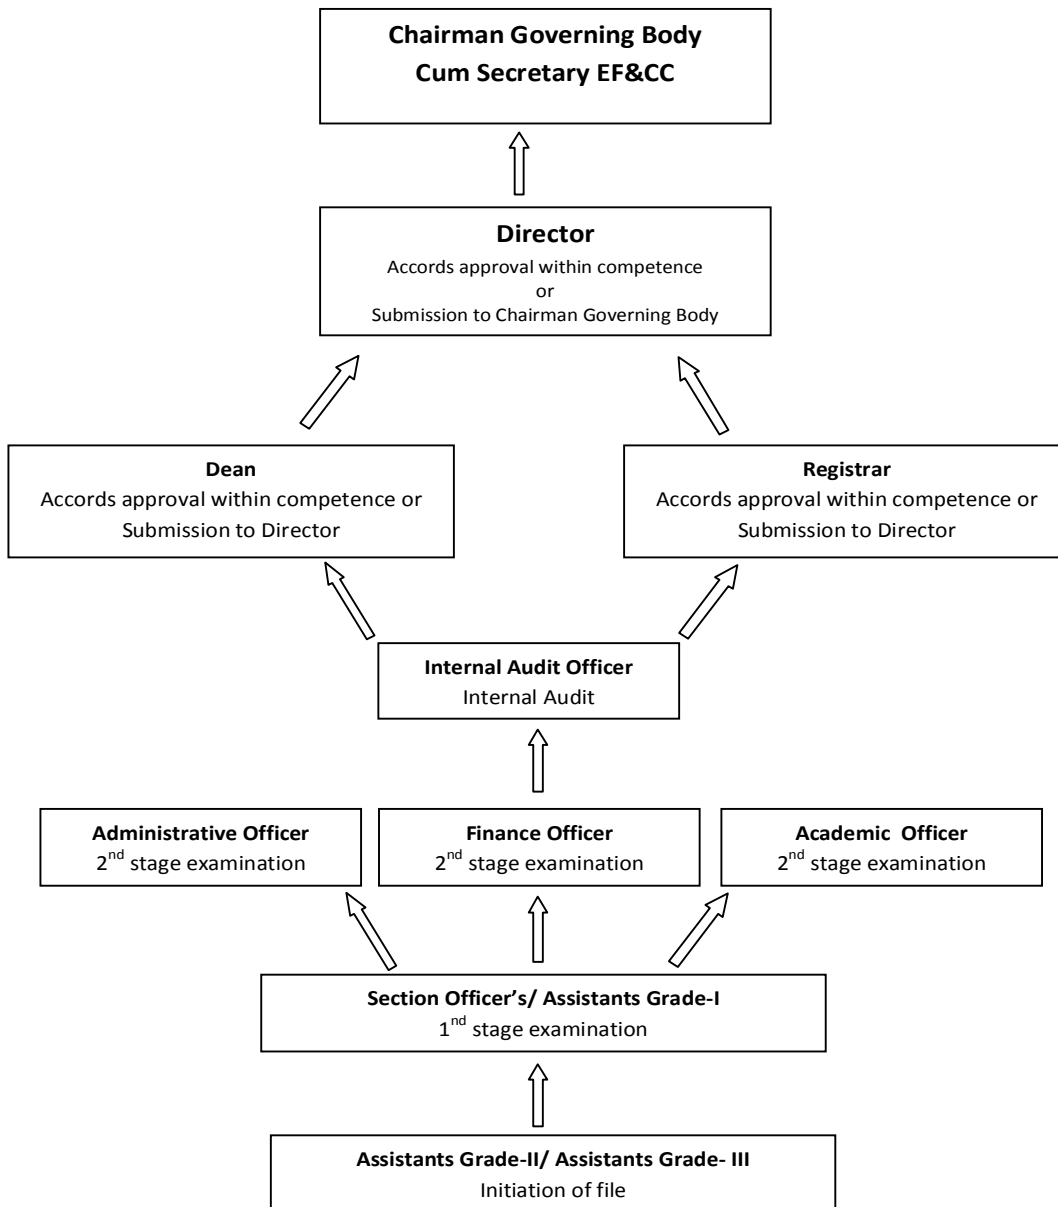 Chairman Governing Body
Cum Secretary EF&CC
Director
Accords approval within competence
or
Submission to Chairman Governing Body
Dean
Accords approval within competence or
Submission to Director
Registrar
Accords approval within competence or
Submission to Director
Internal Audit Officer
Internal Audit
Administrative Officer
2nd stage examination
Finance Officer
2nd stage examination
Academic Officer
2nd stage examination
Section Officer's/ Assistants Grade-I
1nd stage examination
Assistants Grade-II/ Assistants Grade- III
Initiation of file